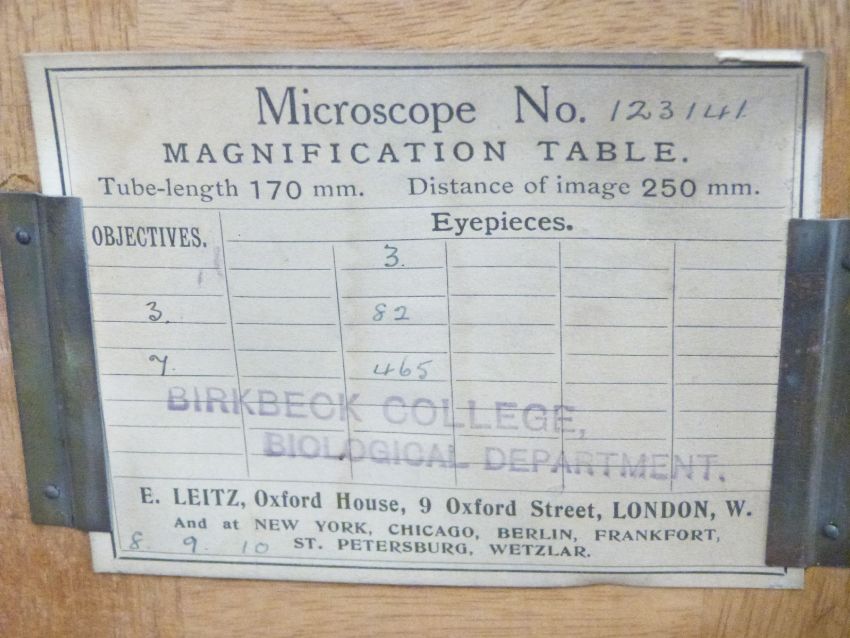 Microscope No. 123141
MAGNIFICATION TABLE.
Tube-length 170 mm. Distance of image 250 mm.
OBJECTIVES. Eyepieces.
3.
3. 82
7. 465
BIRKBECK COLLEGE,
BIOLOGICAL DEPARTMENT.
E. LEITZ, Oxford House, 9 Oxford Street, LONDON, W.
And at NEW YORK, CHICAGO, BERLIN, FRANKFORT,
8. 9. 10 ST. PETERSBURG, WETZLAR.